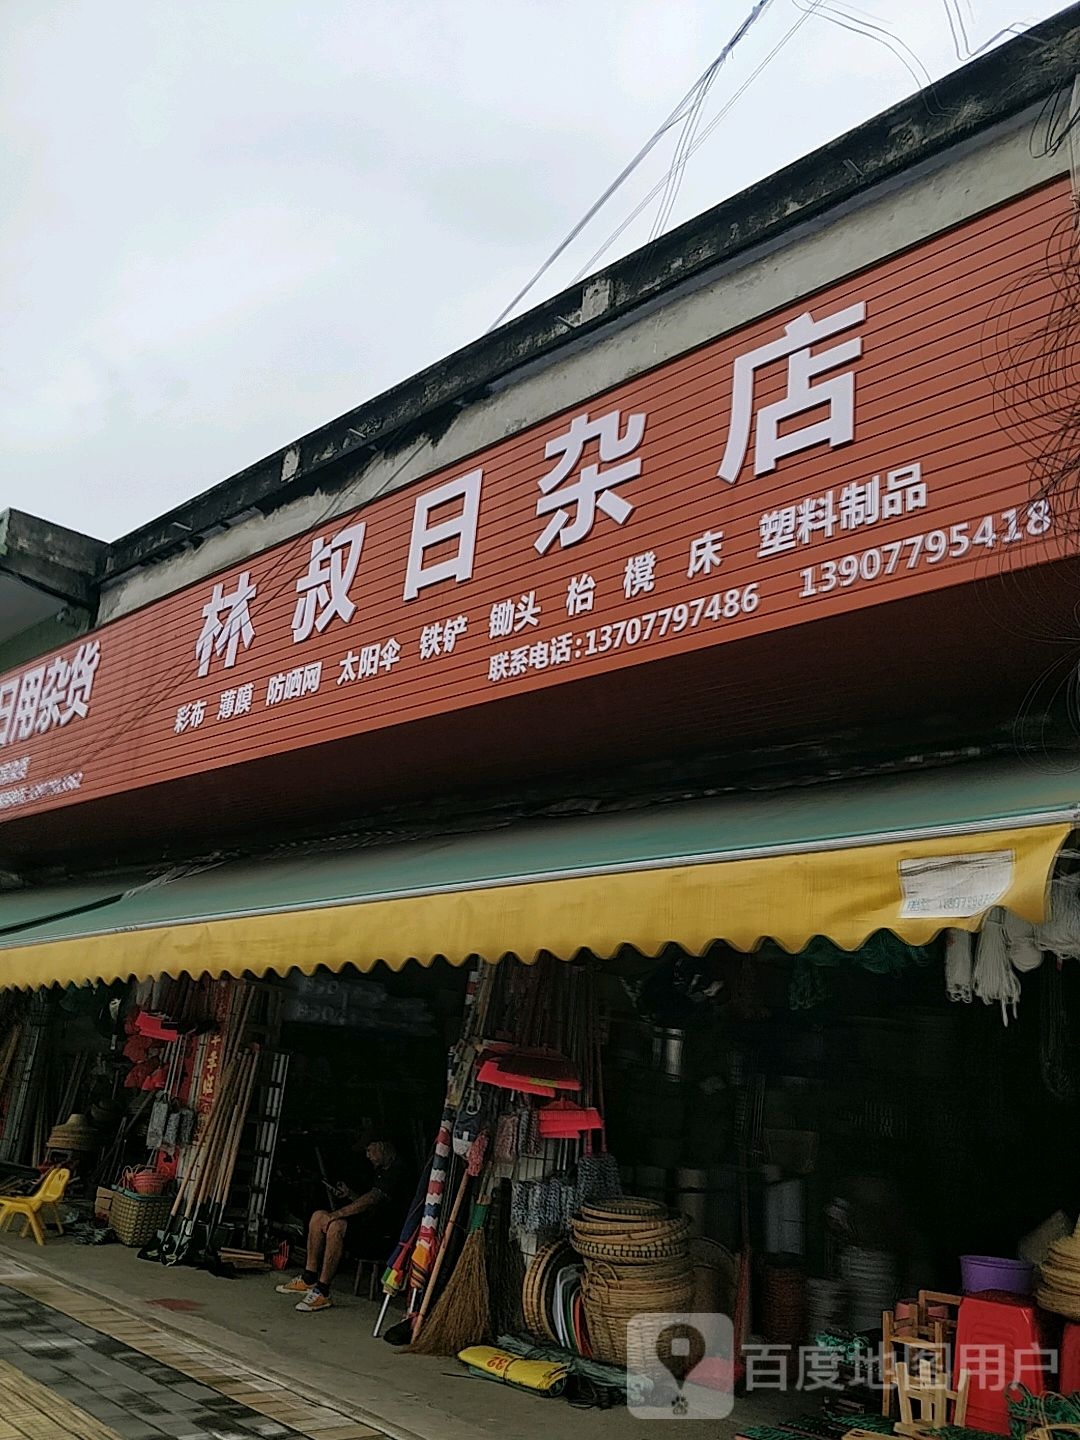 林叔日杂店
彩布 薄膜 防晒网 太阳伞 铁铲 锄头 枱 櫈 床 塑料制品
联系电话:13707797486 13907795418
日用杂货
百度地图用户